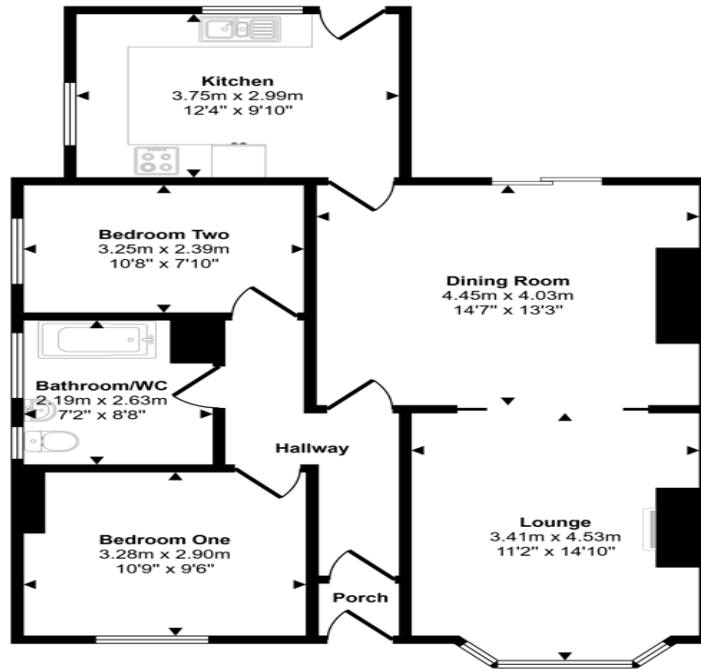 Kitchen
3.75m x 2.99m
12'4" x 9'10"
Bedroom Two
3.25m x 2.39m
10'8" x 7'10"
Dining Room
4.45m x 4.03m
14'7" x 13'3"
Bathroom/WC
2.19m x 2.63m
7'2" x 8'8"
Hallway
Bedroom One
3.28m x 2.90m
10'9" x 9'6"
Lounge
3.41m x 4.53m
11'2" x 14'10"
Porch